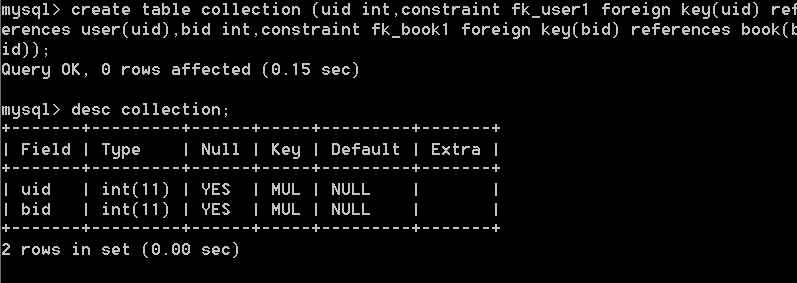 mysql> create table collection (uid int,constraint fk_user1 foreign key(uid) ref
erences user(uid),bid int,constraint fk_book1 foreign key(bid) references book(b
id));
Query OK, 0 rows affected (0.15 sec)
mysql> desc collection;
+-------+---------+------+-----+---------+-------+
| Field | Type    | Null | Key | Default | Extra |
+-------+---------+------+-----+---------+-------+
| uid   | int(11) | YES  | MUL | NULL    |       |
| bid   | int(11) | YES  | MUL | NULL    |       |
+-------+---------+------+-----+---------+-------+
2 rows in set (0.00 sec)